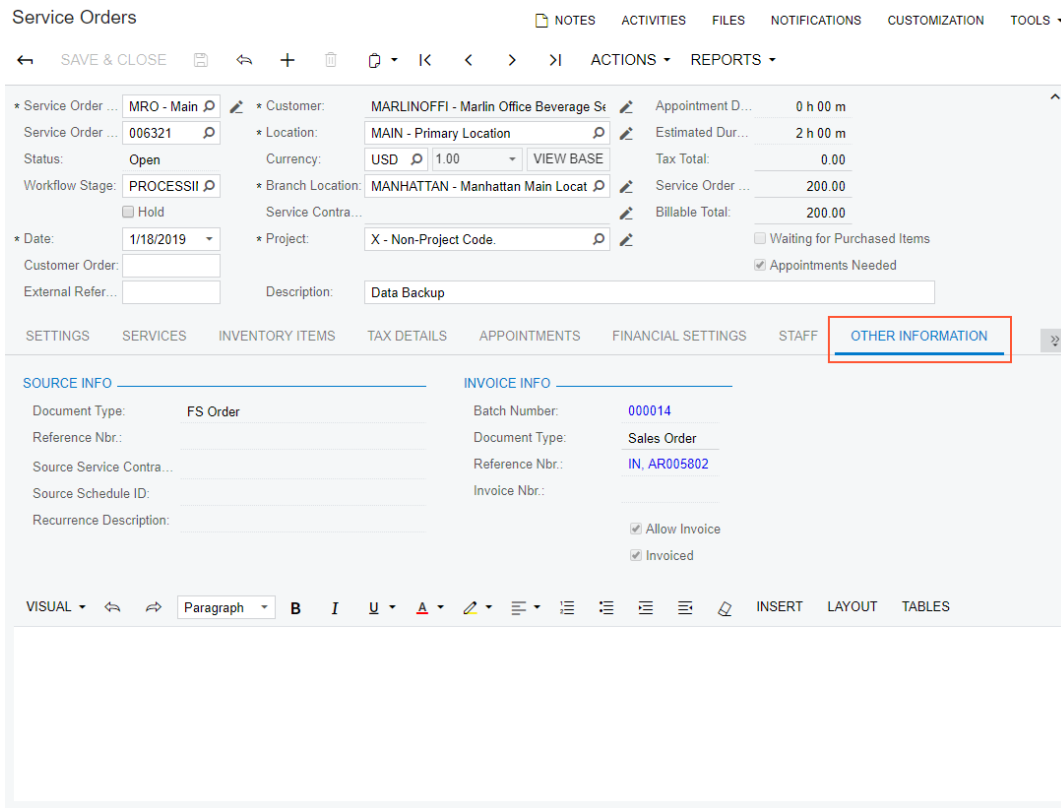 Service Orders
NOTES ACTIVITIES FILES NOTIFICATIONS CUSTOMIZATION TOOLS
SAVE & CLOSE ACTIONS REPORTS
* Service Order ... MRO - Main * Customer: MARLINOFFI - Marlin Office Beverage Se Appointment D... 0 h 00 m
Service Order ... 006321 * Location: MAIN - Primary Location Estimated Dur... 2 h 00 m
Status: Open Currency: USD 1.00 VIEW BASE Tax Total: 0.00
Workflow Stage: PROCESSII * Branch Location: MANHATTAN - Manhattan Main Locat Service Order ... 200.00
Hold Service Contra... Billable Total: 200.00
* Date: 1/18/2019 * Project: X - Non-Project Code. Waiting for Purchased Items
Customer Order: Appointments Needed
External Refer... Description: Data Backup
SETTINGS SERVICES INVENTORY ITEMS TAX DETAILS APPOINTMENTS FINANCIAL SETTINGS STAFF OTHER INFORMATION
SOURCE INFO INVOICE INFO
Document Type: FS Order Batch Number: 000014
Reference Nbr.: Document Type: Sales Order
Source Service Contra... Reference Nbr.: IN, AR005802
Source Schedule ID: Invoice Nbr.:
Recurrence Description: Allow Invoice
Invoiced
VISUAL Paragraph B I U A INSERT LAYOUT TABLES